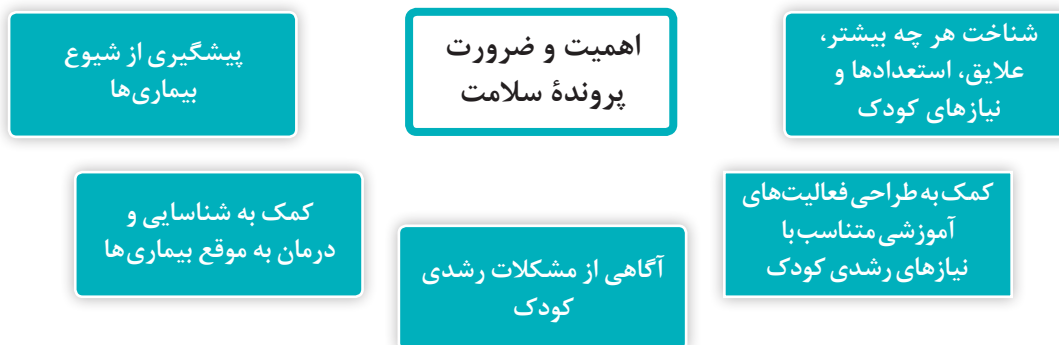 اهمیت و ضرورت
پروندۀ سلامت
شناخت هر چه بیشتر،
علایق، استعدادها و
نیازهای کودک
کمک به طراحی فعالیت‌های
آموزشی متناسب با
نیازهای رشدی کودک
آگاهی از مشکلات رشدی
کودک
کمک به شناسایی و
درمان به موقع بیماری‌ها
پیشگیری از شیوع
بیماری‌ها